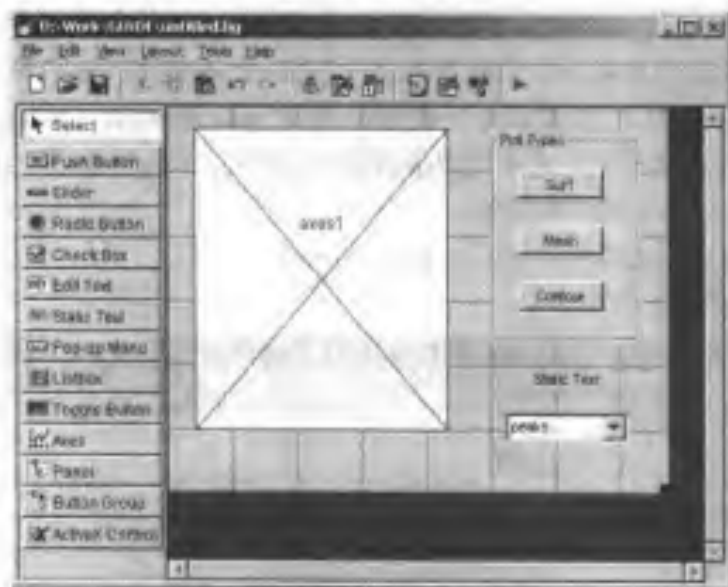 File Edit View Layout Tools Help
Select
Push Button
Slider
Radio Button
Check Box
Edit Text
Static Text
Pop-up Menu
Listbox
Toggle Button
Axes
Panel
Button Group
ActiveX Control
axes1
Plot Types
Surf
Mesh
Contour
Static Text
peaks